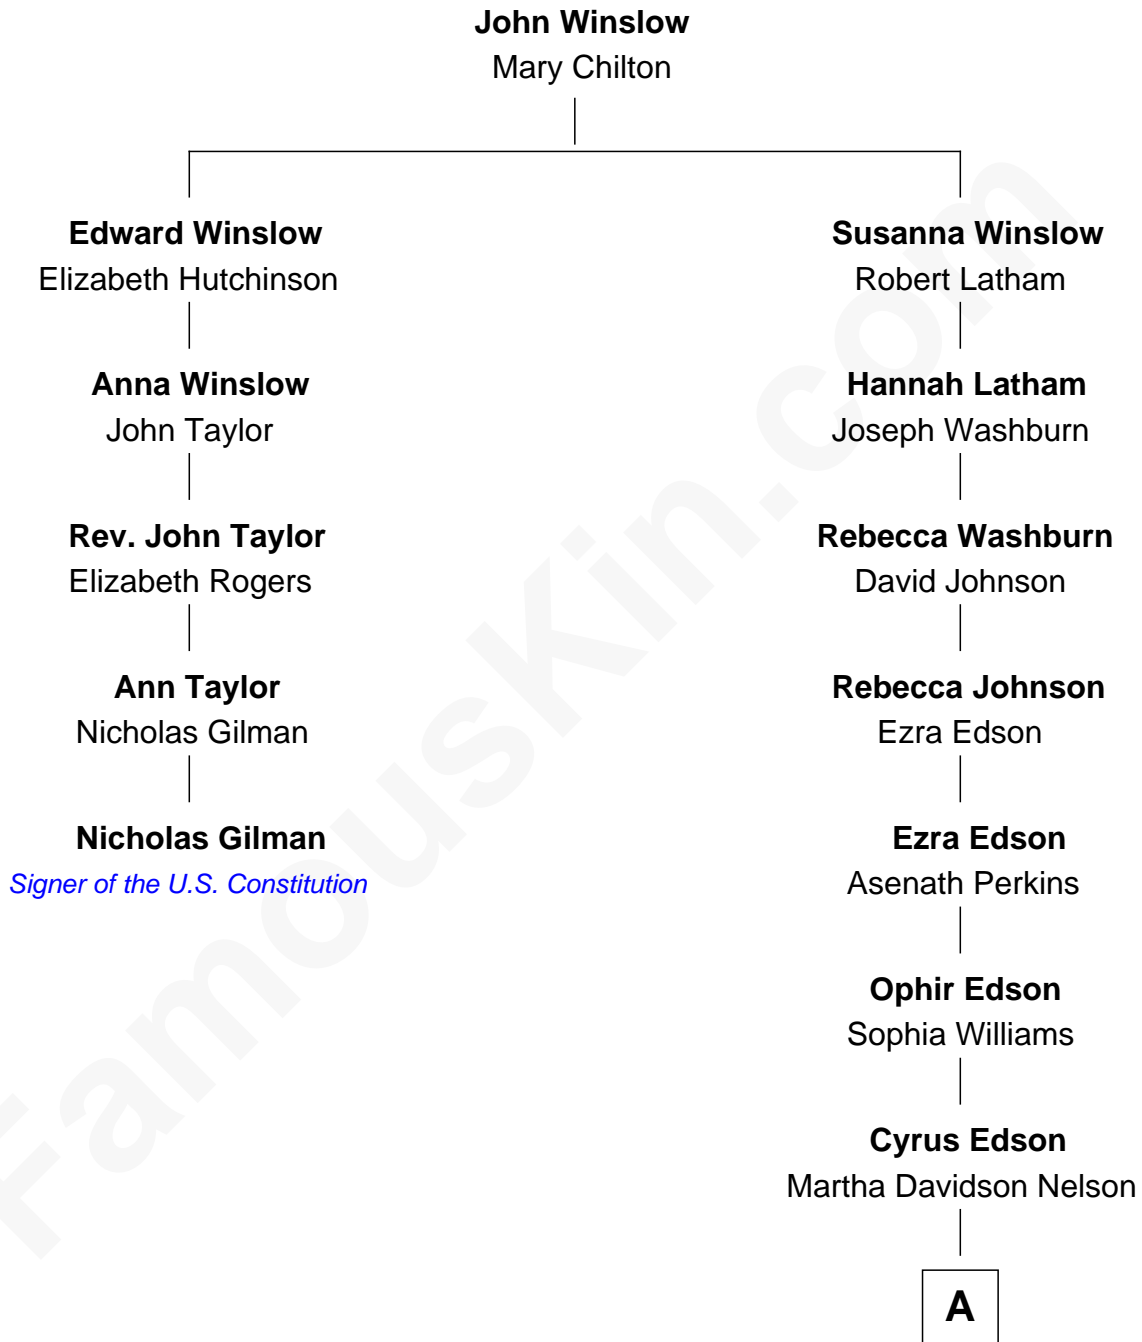 John Winslow
Mary Chilton
Edward Winslow
Elizabeth Hutchinson
Susanna Winslow
Robert Latham
Anna Winslow
John Taylor
Hannah Latham
Joseph Washburn
Rev. John Taylor
Elizabeth Rogers
Rebecca Washburn
David Johnson
Ann Taylor
Nicholas Gilman
Rebecca Johnson
Ezra Edson
Nicholas Gilman
Signer of the U.S. Constitution
Ezra Edson
Asenath Perkins
Ophir Edson
Sophia Williams
Cyrus Edson
Martha Davidson Nelson
A
FamousKin.com